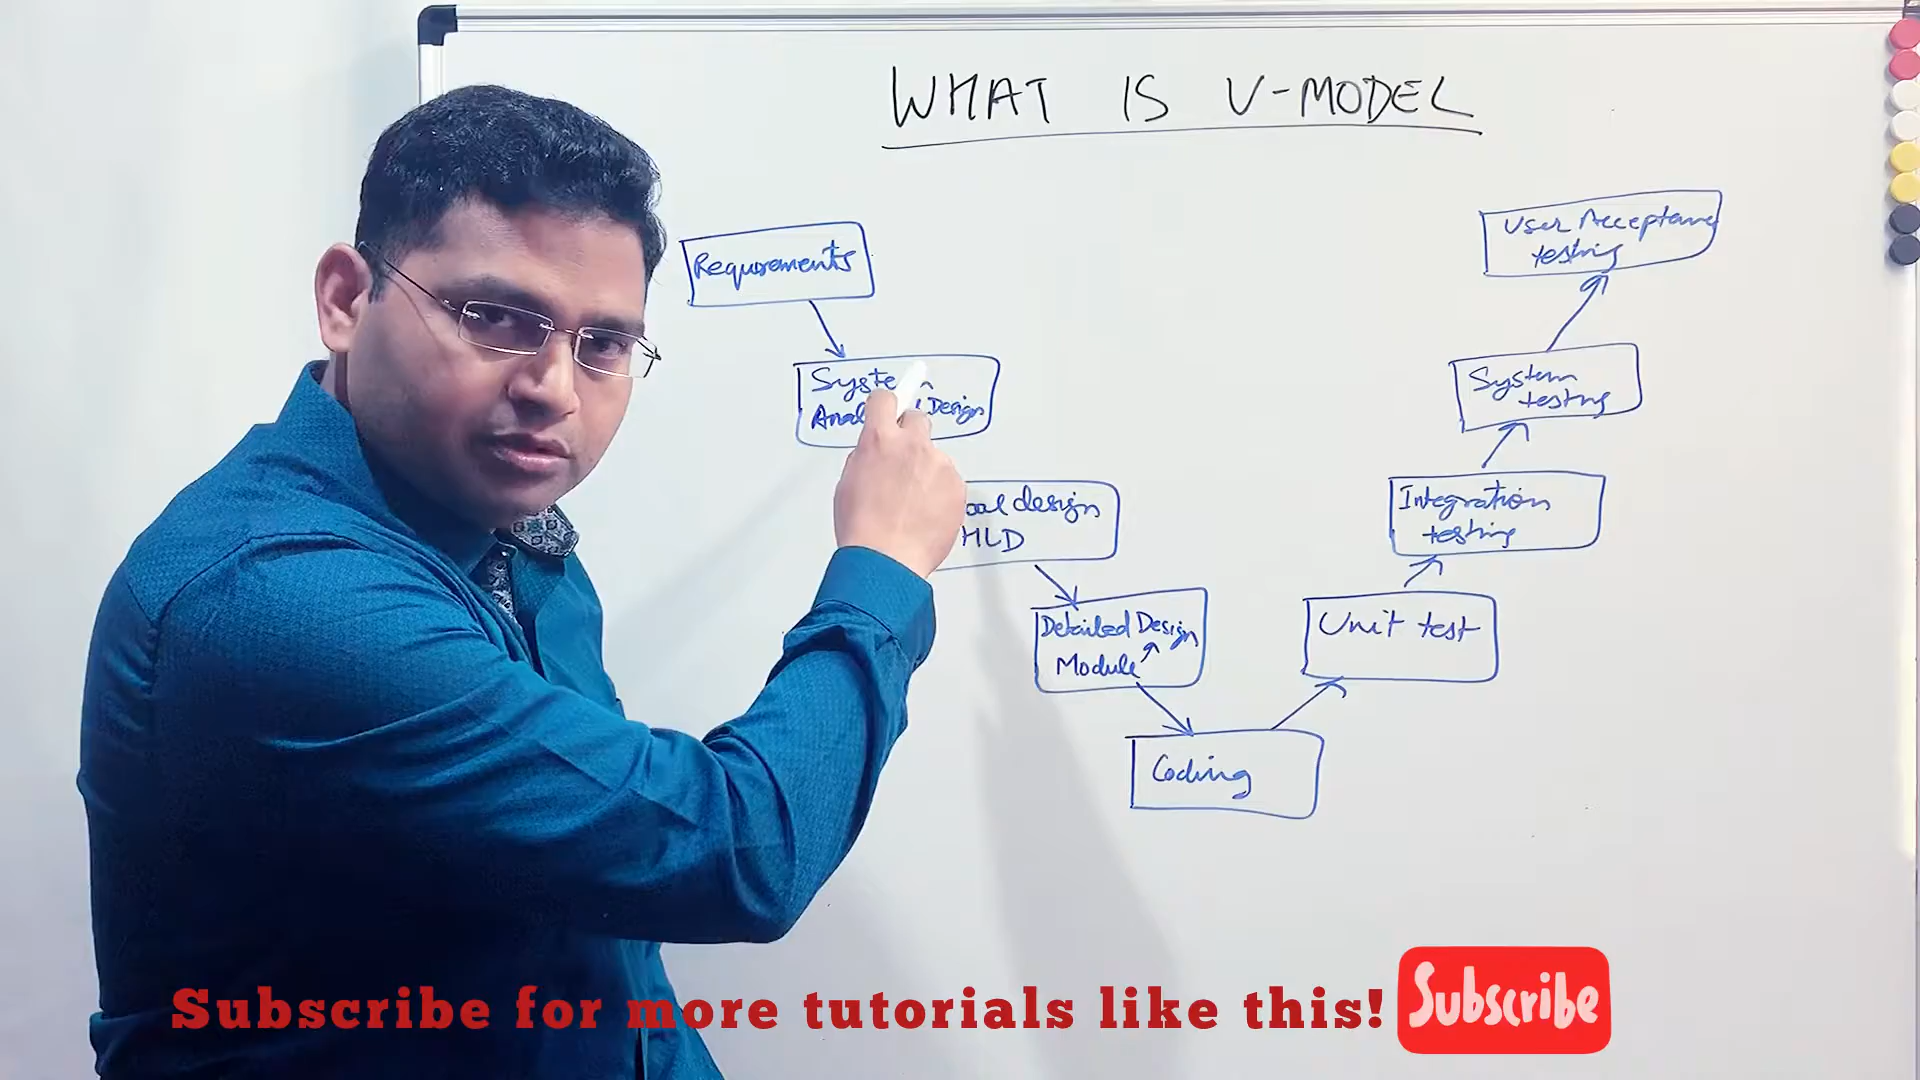 WHAT IS V-MODEL
Requirements
System
Design
design
HLD
Detailed Design
Module
Coding
Unit test
Integration
testing
System
testing
User Acceptance
testing
Subscribe for more tutorials like this!
Subscribe